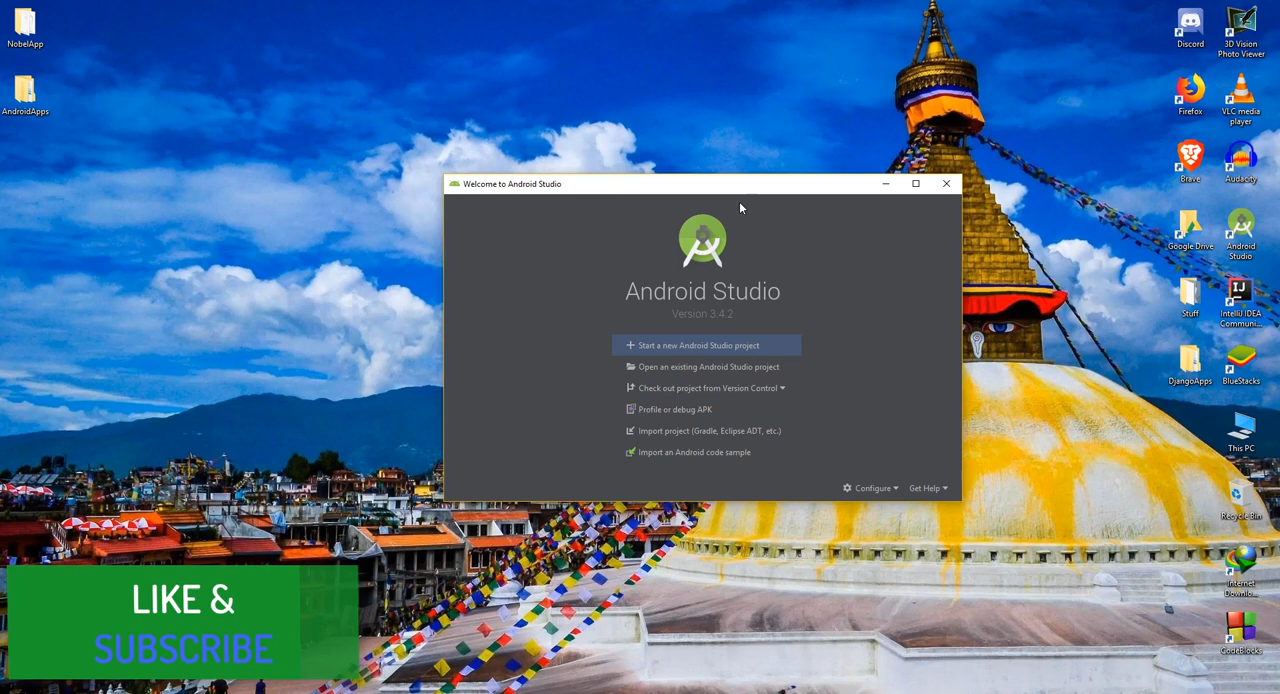 NobelApp
AndroidApps
Welcome to Android Studio
Android Studio
Version 3.4.2
Start a new Android Studio project
Open an existing Android Studio project
Check out project from Version Control
Profile or debug APK
Import project (Gradle, Eclipse ADT, etc.)
Import an Android code sample
Configure
Get Help
Discord
3D Vision
Photo Viewer
Firefox
VLC media
player
Brave
Audacity
Google Drive
Android
Studio
Stuff
IJ
IntelliJ IDEA
Communi...
DjangoApps
BlueStacks
This PC
Recycle Bin
Internet
Downlo...
CodeBlocks
LIKE &
SUBSCRIBE